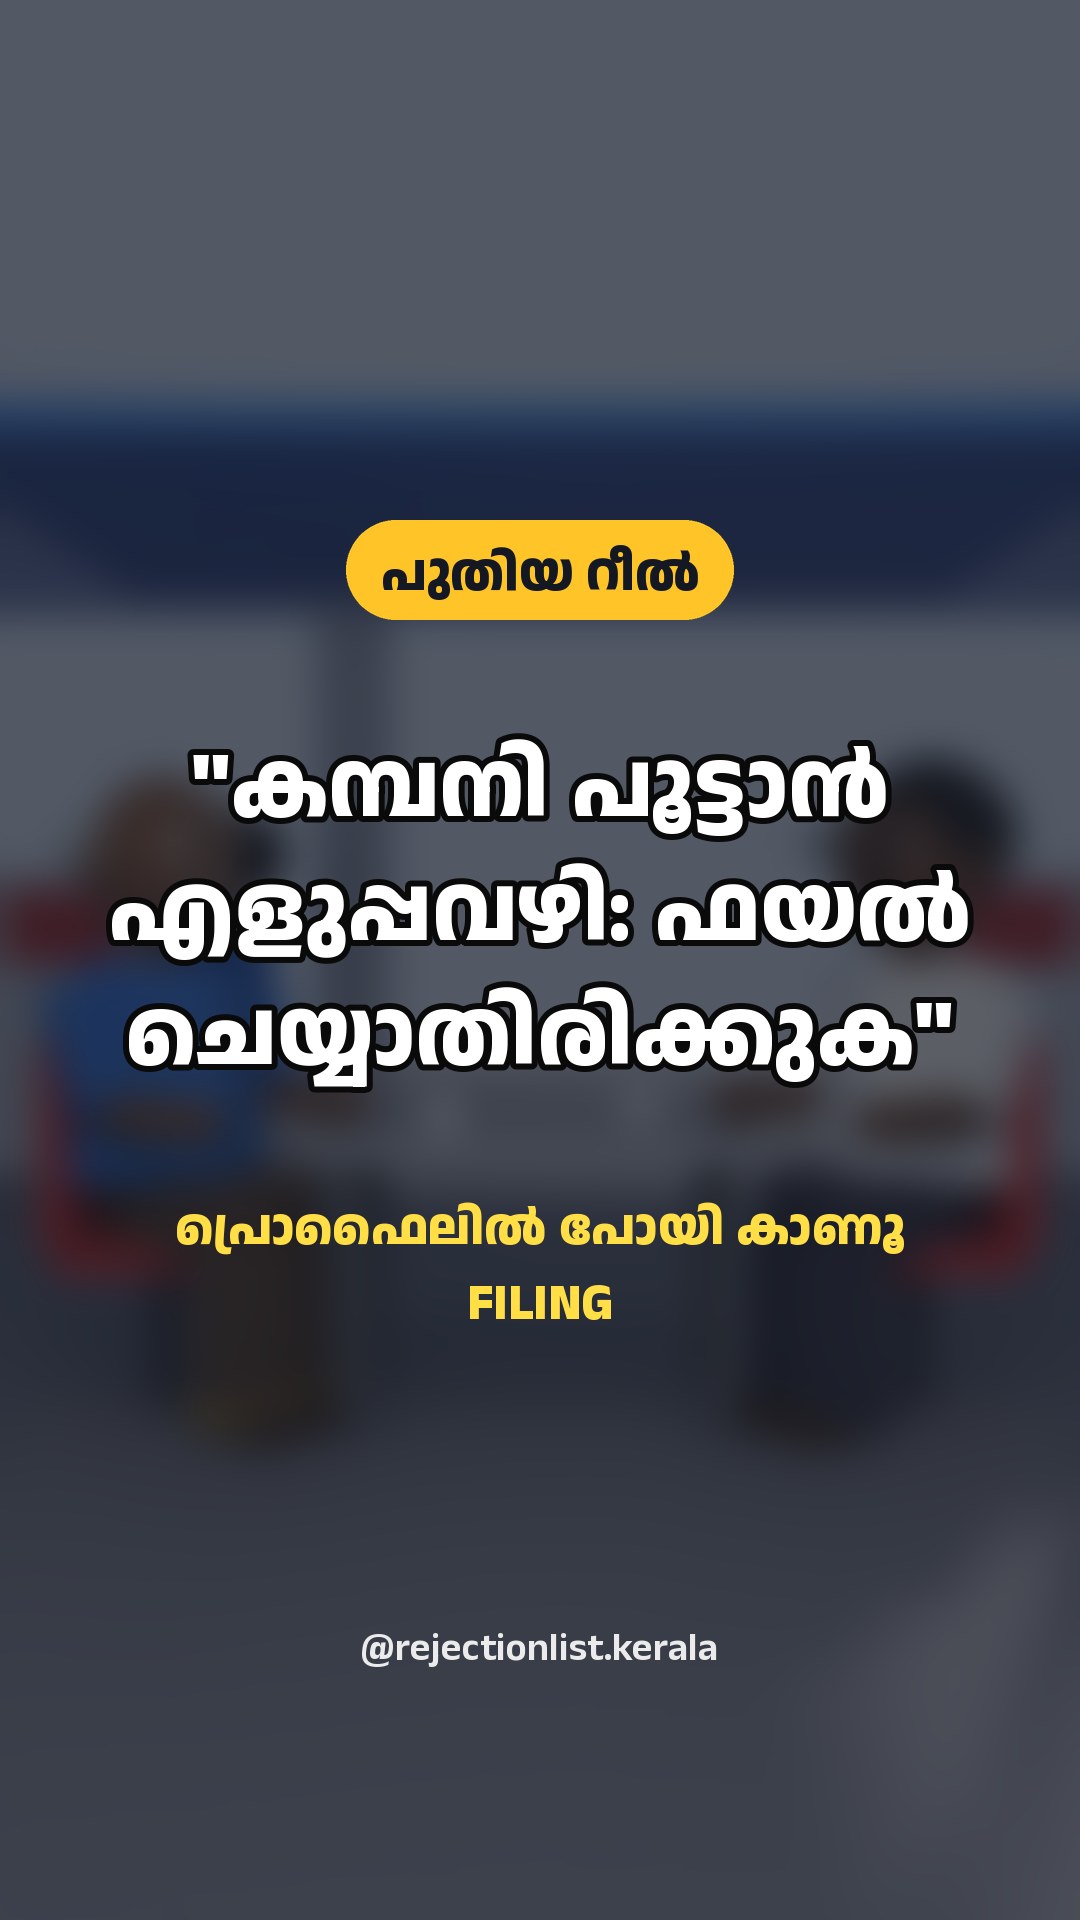 പുതിയ റീൽ
"കമ്പനി പൂട്ടാൻ
എളുപ്പവഴി: ഫയൽ
ചെയ്യാതിരിക്കുക"
പ്രൊഫൈലിൽ പോയി കാണൂ
FILING
@rejectionlist.kerala